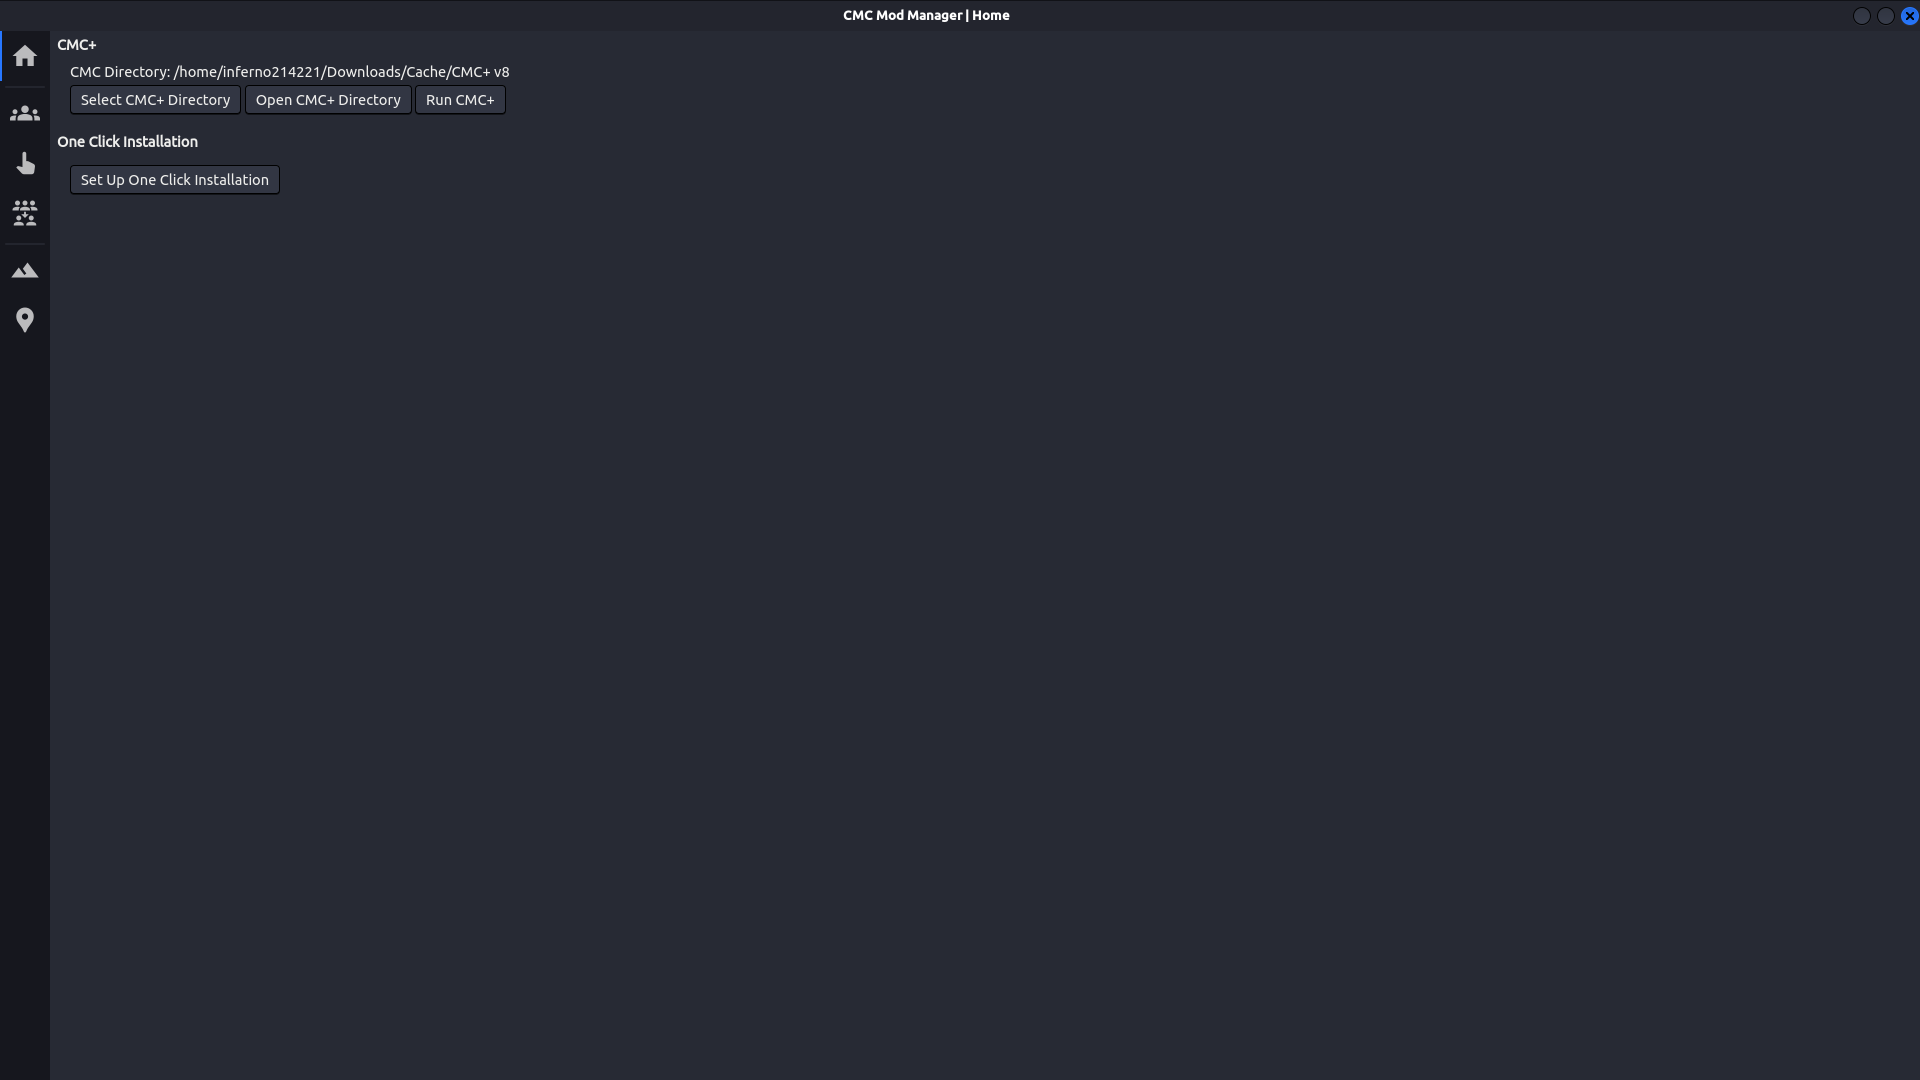 CMC Mod Manager | Home
CMC+
CMC Directory: /home/inferno214221/Downloads/Cache/CMC+ v8
Select CMC+ Directory Open CMC+ Directory Run CMC+
One Click Installation
Set Up One Click Installation